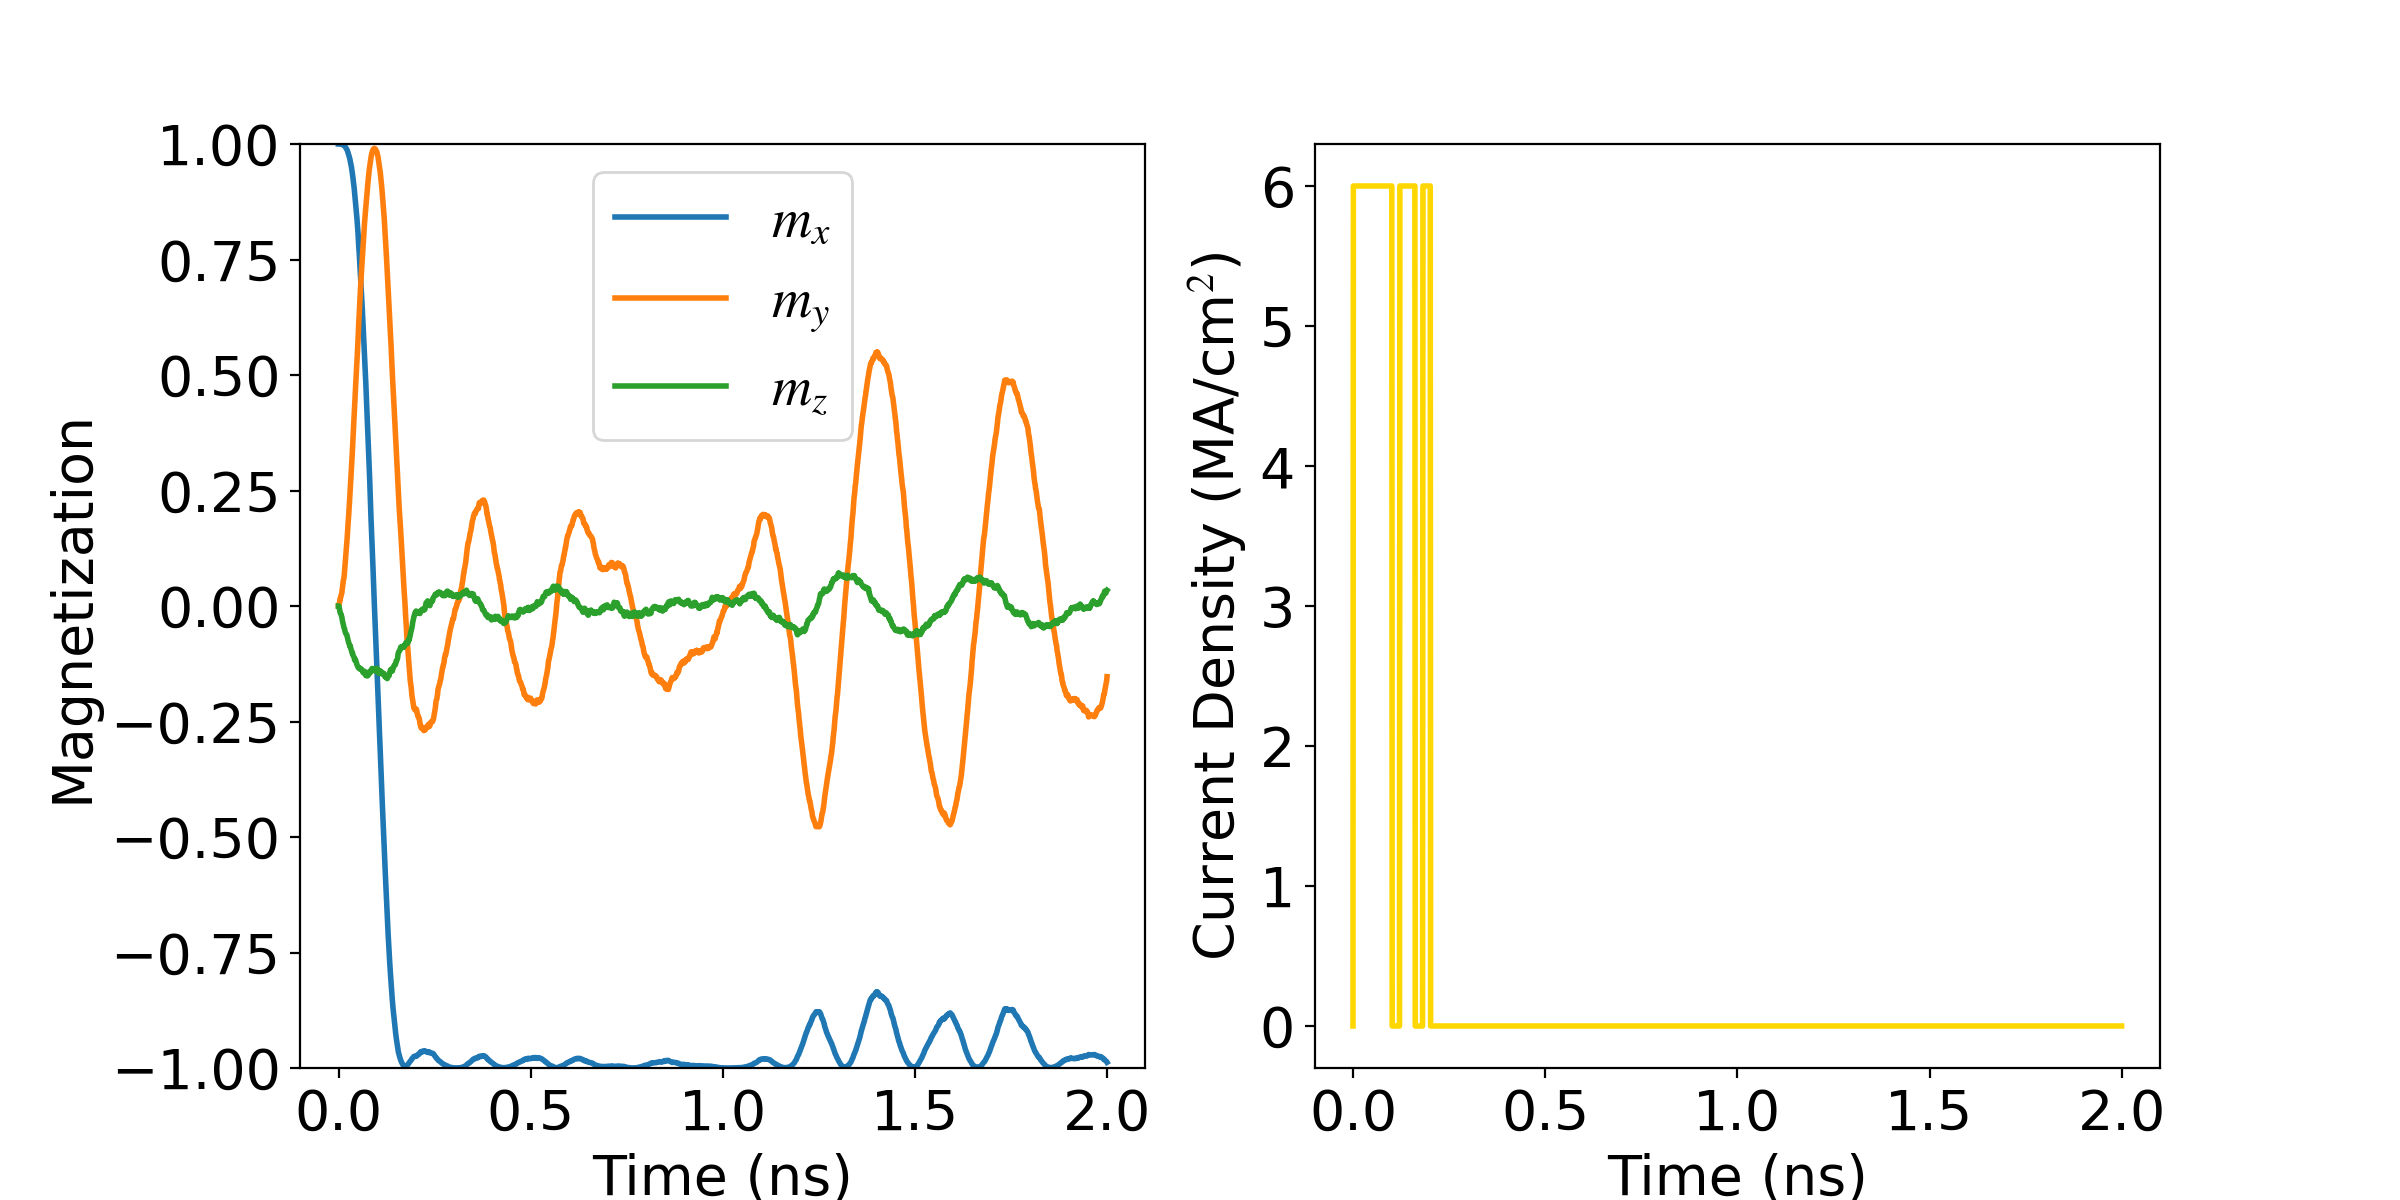 1.00
0.75
0.50
0.25
0.00
−0.25
−0.50
−0.75
−1.00
Magnetization
m_x
m_y
m_z
0.0 0.5 1.0 1.5 2.0
Time (ns)
6
5
4
3
2
1
0
Current Density (MA/cm²)
0.0 0.5 1.0 1.5 2.0
Time (ns)